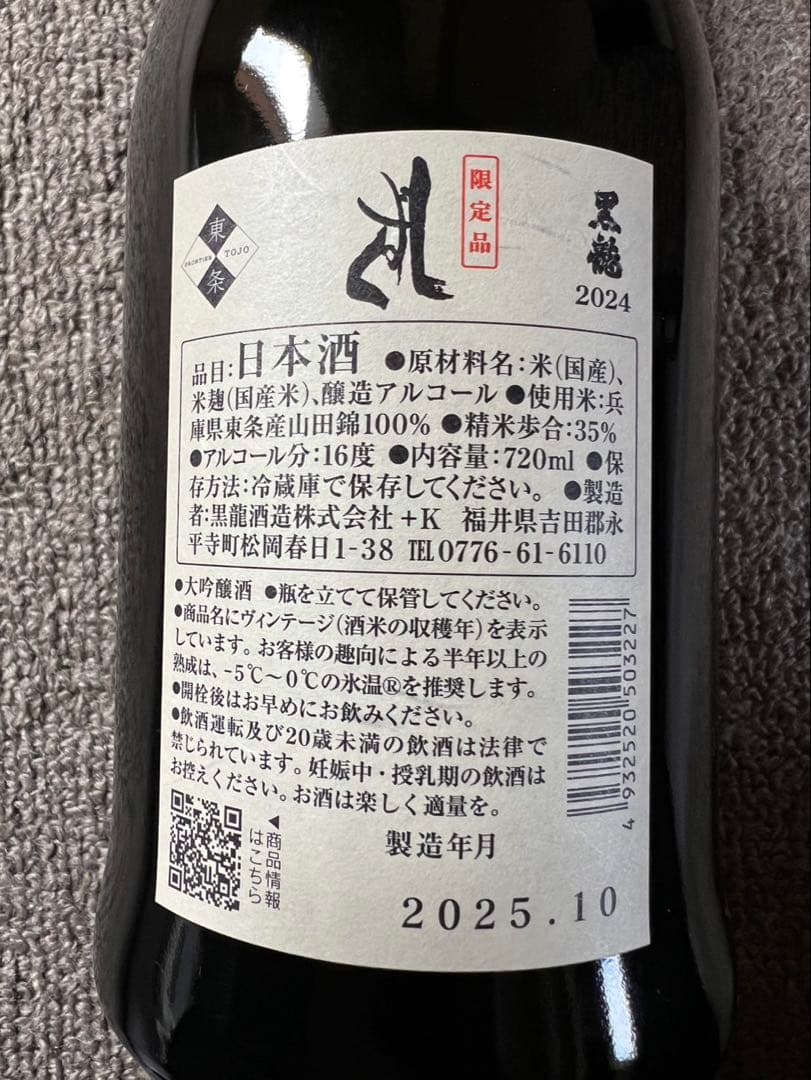 黒龍
2024
限定品
東条
FRONTIER TOJO
品目:日本酒 ●原材料名:米(国産)、
米麹(国産米)、醸造アルコール ●使用米:兵
庫県東条産山田錦100% ●精米歩合:35%
●アルコール分:16度 ●内容量:720ml ●保
存方法:冷蔵庫で保存してください。 ●製造
者:黒龍酒造株式会社 +K 福井県吉田郡永
平寺町松岡春日1-38 TEL0776-61-6110
●大吟醸酒 ●瓶を立てて保管してください。
●商品名にヴィンテージ(酒米の収穫年)を表示
しています。お客様の趣向による半年以上の
熟成は、-5℃〜0℃の氷温®を推奨します。
●開栓後はお早めにお飲みください。
●飲酒運転及び20歳未満の飲酒は法律で
禁じられています。妊娠中・授乳期の飲酒は
お控えください。お酒は楽しく適量を。
4 932520 503227
◀商品情報
はこちら
製造年月
2025.10